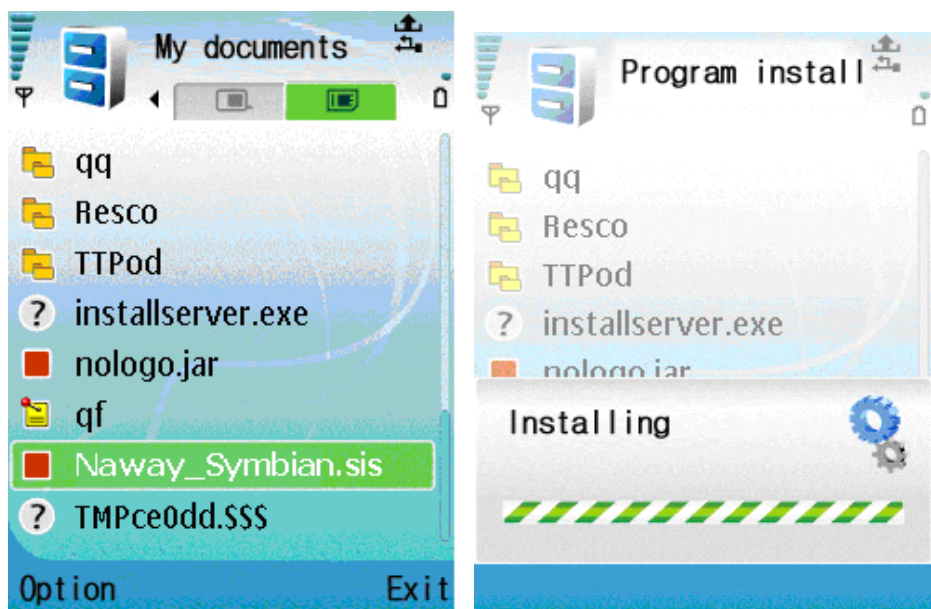 My documents
qq
Resco
TTPod
installserver.exe
nologo.jar
qf
Naway_Symbian.sis
TMPce0dd.$$$
Option Exit
Program install
qq
Resco
TTPod
installserver.exe
nologo.jar
Installing